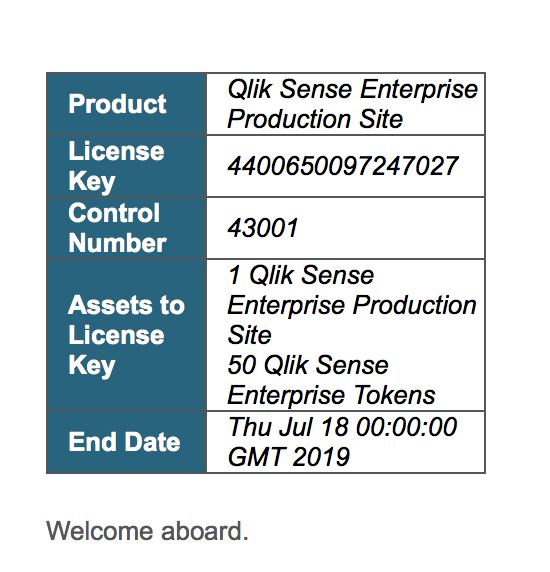 Product
Qlik Sense Enterprise
Production Site
License
Key
4400650097247027
Control
Number
43001
Assets to
License
Key
1 Qlik Sense
Enterprise Production
Site
50 Qlik Sense
Enterprise Tokens
End Date
Thu Jul 18 00:00:00
GMT 2019
Welcome aboard.